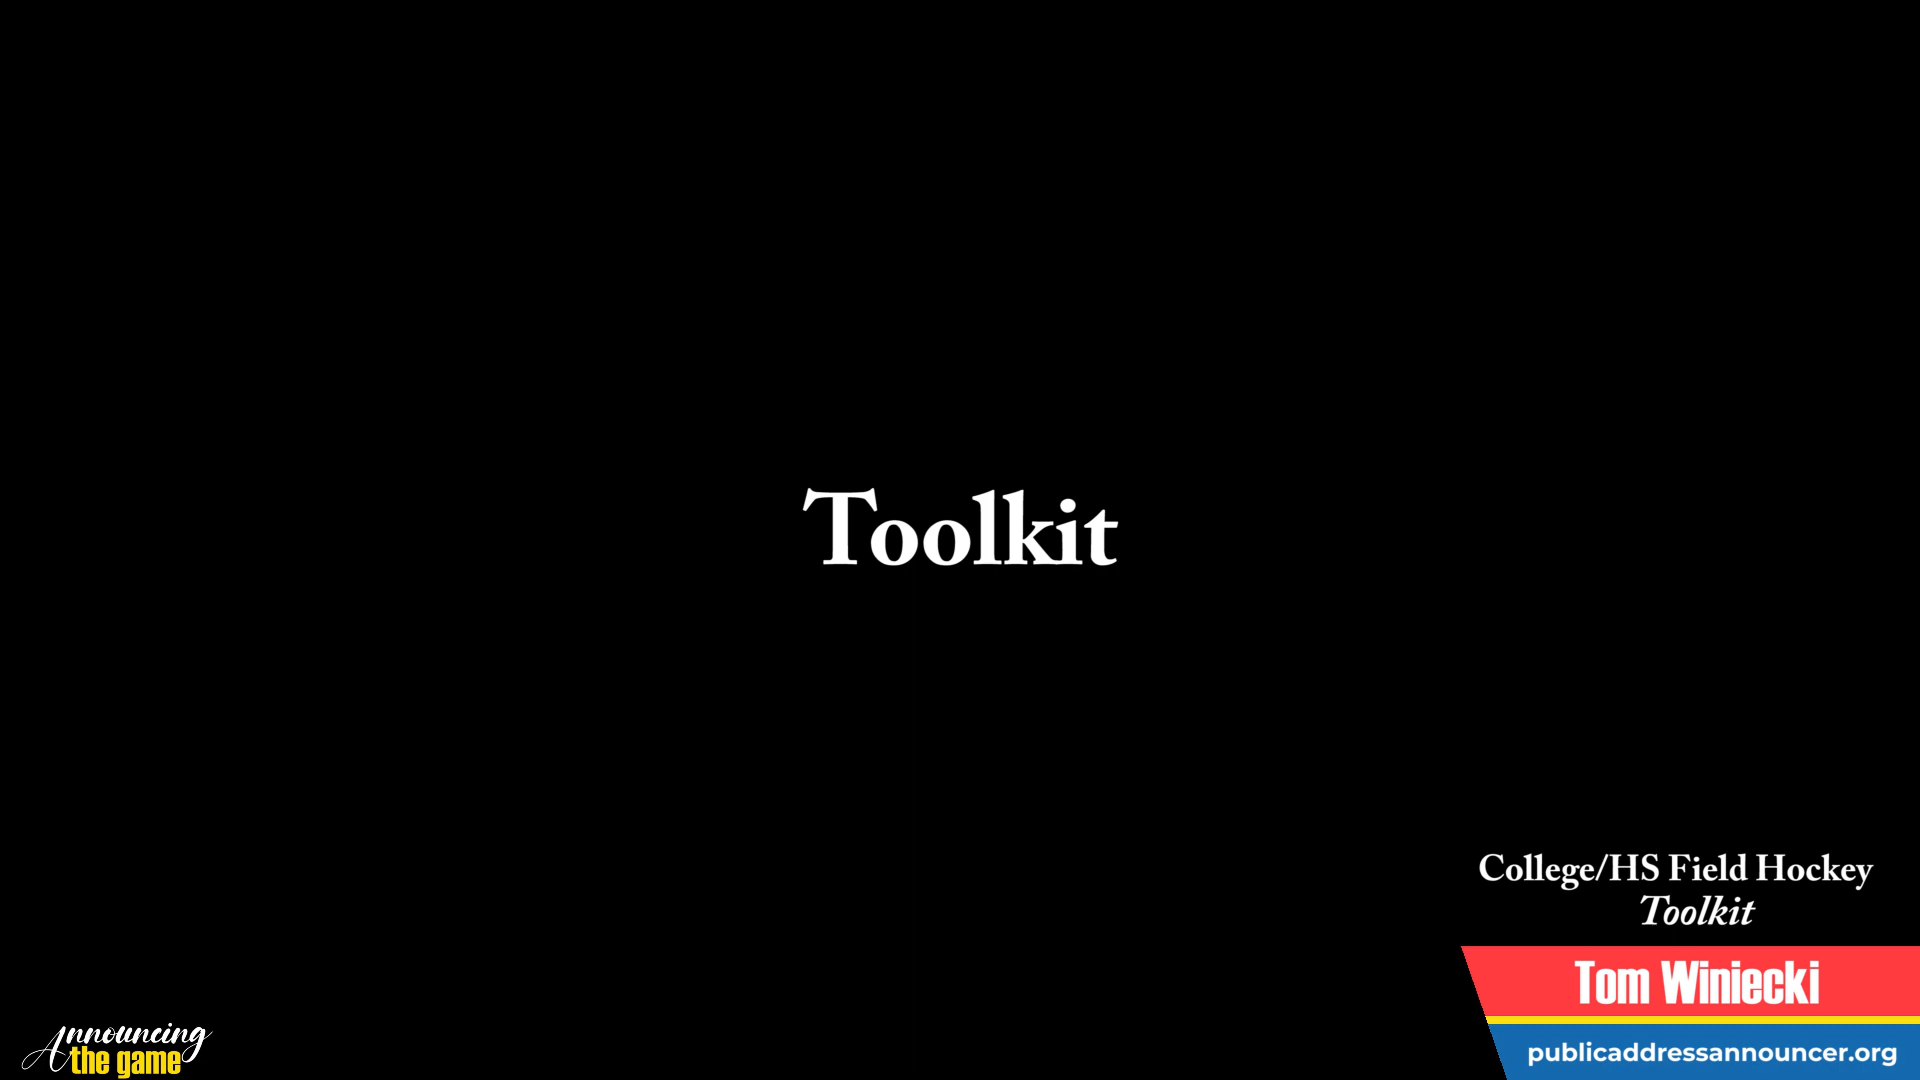 Toolkit
College/HS Field Hockey
Toolkit
Tom Winiecki
publicaddressannouncer.org
Announcing
the game